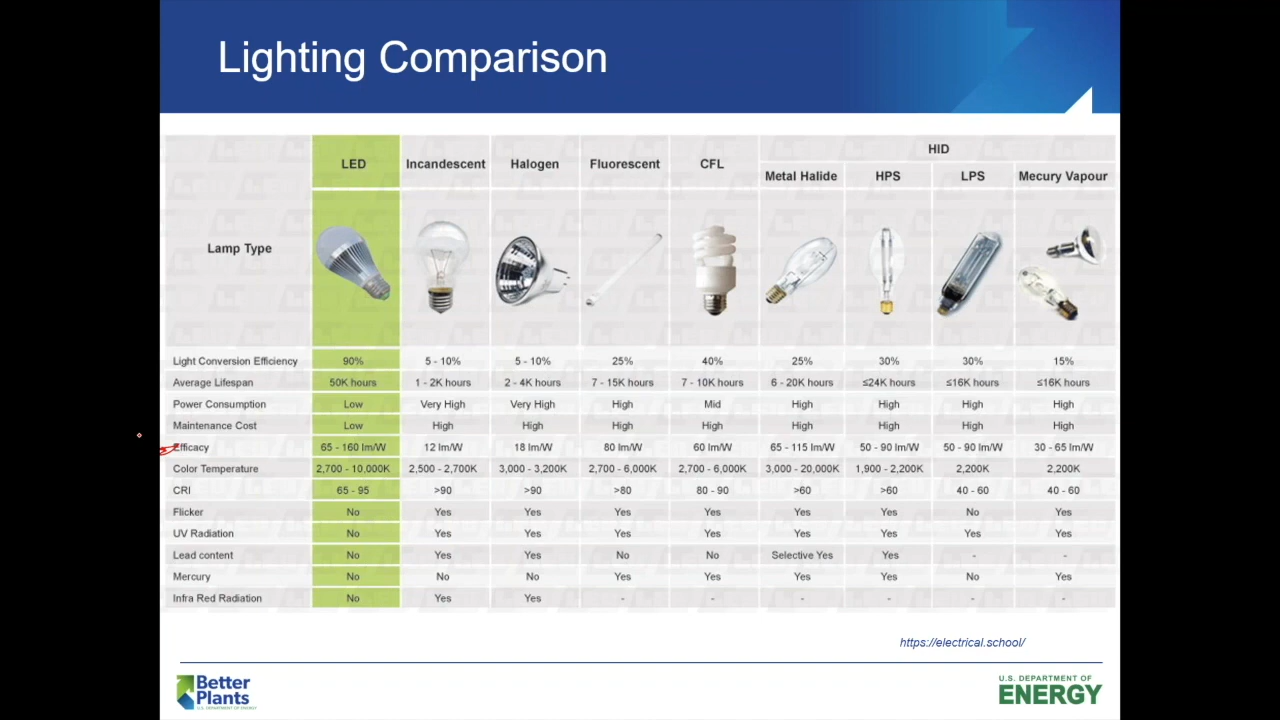 Lighting Comparison
HID
LED Incandescent Halogen Fluorescent CFL
Metal Halide HPS LPS Mecury Vapour
Lamp Type
Light Conversion Efficiency 90% 5 - 10% 5 - 10% 25% 40% 25% 30% 30% 15%
Average Lifespan 50K hours 1 - 2K hours 2 - 4K hours 7 - 15K hours 7 - 10K hours 6 - 20K hours ≤24K hours ≤16K hours ≤16K hours
Power Consumption Low Very High Very High High Mid High High High High
Maintenance Cost Low High High High High High High High High
Efficacy 65 - 160 lm/W 12 lm/W 18 lm/W 80 lm/W 60 lm/W 65 - 115 lm/W 50 - 90 lm/W 50 - 90 lm/W 30 - 65 lm/W
Color Temperature 2,700 - 10,000K 2,500 - 2,700K 3,000 - 3,200K 2,700 - 6,000K 2,700 - 6,000K 3,000 - 20,000K 1,900 - 2,200K 2,200K 2,200K
CRI 65 - 95 >90 >90 >80 80 - 90 >60 >60 40 - 60 40 - 60
Flicker No Yes Yes Yes Yes Yes Yes No Yes
UV Radiation No Yes Yes Yes Yes Yes Yes Yes Yes
Lead content No Yes Yes No No Selective Yes Yes - -
Mercury No No No Yes Yes Yes Yes No Yes
Infra Red Radiation No Yes Yes - - - - - -
https://electrical.school/
Better
Plants
U.S. DEPARTMENT OF ENERGY
U.S. DEPARTMENT OF
ENERGY